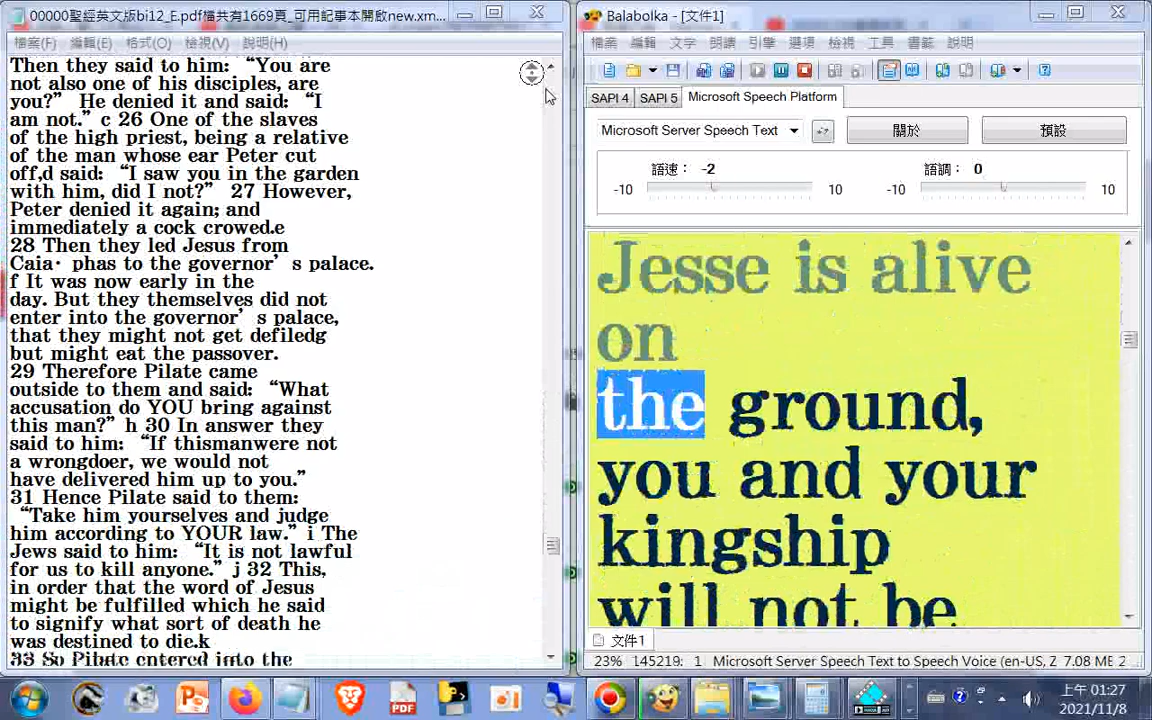 00000聖經英文版bi12_E.pdf檔共有1669頁_可用記事本開啟new.xm...
檔案(F) 編輯(E) 格式(O) 檢視(V) 說明(H)
Then they said to him: “You are
not also one of his disciples, are
you?” He denied it and said: “I
am not.” c 26 One of the slaves
of the high priest, being a relative
of the man whose ear Peter cut
off,d said: “I saw you in the garden
with him, did I not?” 27 However,
Peter denied it again; and
immediately a cock crowed.e
28 Then they led Jesus from
Caia· phas to the governor’s palace.
f It was now early in the
day. But they themselves did not
enter into the governor’s palace,
that they might not get defiledg
but might eat the passover.
29 Therefore Pilate came
outside to them and said: “What
accusation do YOU bring against
this man?” h 30 In answer they
said to him: “If thismanwere not
a wrongdoer, we would not
have delivered him up to you.”
31 Hence Pilate said to them:
“Take him yourselves and judge
him according to YOUR law.” i The
Jews said to him: “It is not lawful
for us to kill anyone.” j 32 This,
in order that the word of Jesus
might be fulfilled which he said
to signify what sort of death he
was destined to die.k
33 So Pilate entered into the
Balabolka - [文件1]
檔案 編輯 文字 朗讀 引擎 選項 檢視 工具 書籤 說明
SAPI 4 SAPI 5 Microsoft Speech Platform
Microsoft Server Speech Text 關於 預設
語速: -2 語調: 0
-10 10 -10 10
Jesse is alive
on
the ground,
you and your
kingship
will not be
文件1
23% 145219: 1 Microsoft Server Speech Text to Speech Voice (en-US, Z 7.08 MB 2
上午 01:27
2021/11/8